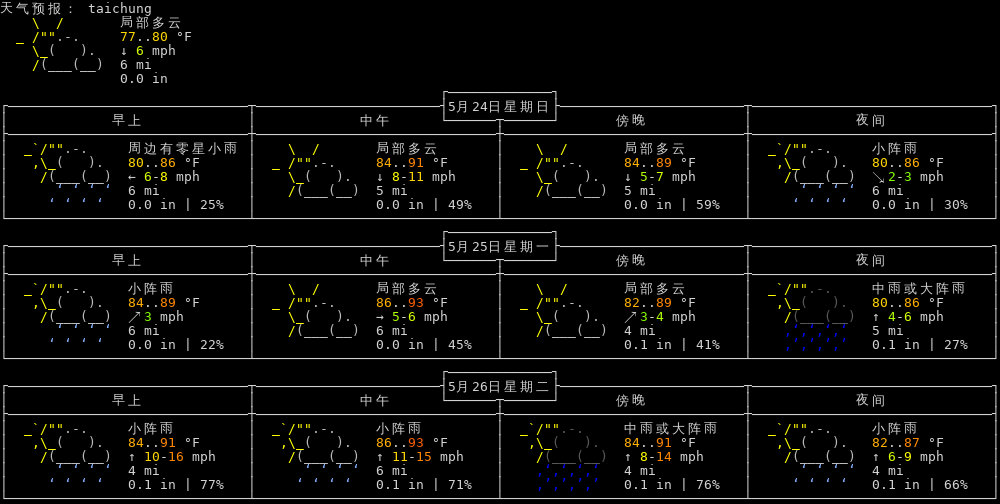 天气预报： taichung
局部多云
77..80 °F
↓ 6 mph
6 mi
0.0 in
5月24日星期日
早上 中午 傍晚 夜间
周边有零星小雨 局部多云 局部多云 小阵雨
80..86 °F 84..91 °F 84..89 °F 80..86 °F
← 6-8 mph ↓ 8-11 mph ↓ 5-7 mph ↘ 2-3 mph
6 mi 5 mi 5 mi 6 mi
0.0 in | 25% 0.0 in | 49% 0.0 in | 59% 0.0 in | 30%
5月25日星期一
早上 中午 傍晚 夜间
小阵雨 局部多云 局部多云 中雨或大阵雨
84..89 °F 86..93 °F 82..89 °F 80..86 °F
↗ 3 mph → 5-6 mph ↗ 3-4 mph ↑ 4-6 mph
6 mi 6 mi 4 mi 5 mi
0.0 in | 22% 0.0 in | 45% 0.1 in | 41% 0.1 in | 27%
5月26日星期二
早上 中午 傍晚 夜间
小阵雨 小阵雨 中雨或大阵雨 小阵雨
84..91 °F 86..93 °F 84..91 °F 82..87 °F
↑ 10-16 mph ↑ 11-15 mph ↑ 8-14 mph ↑ 6-9 mph
4 mi 6 mi 4 mi 4 mi
0.1 in | 77% 0.1 in | 71% 0.1 in | 76% 0.1 in | 66%